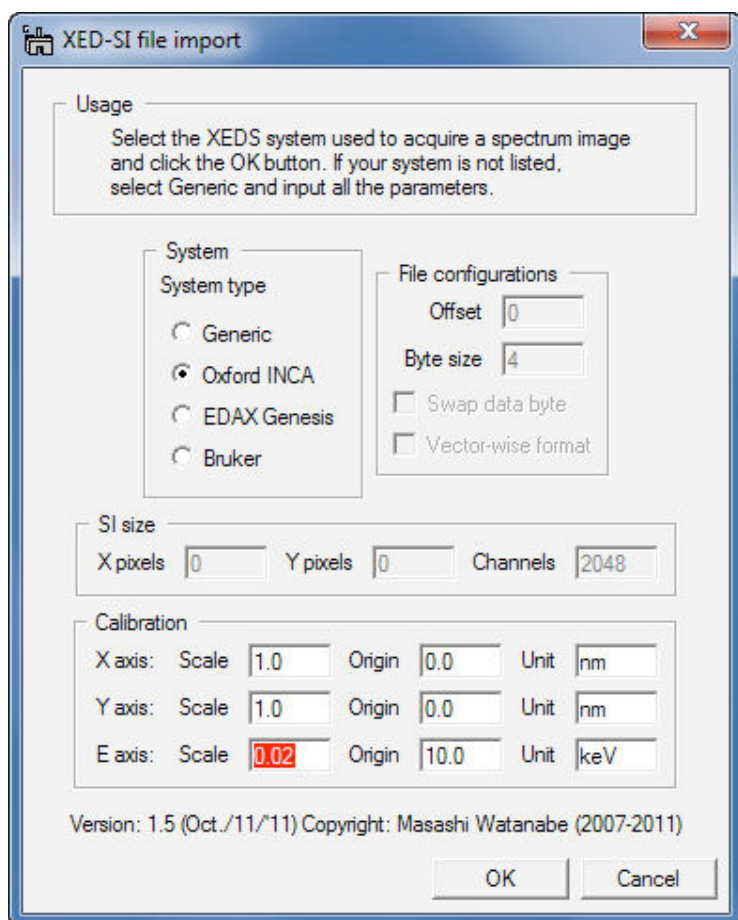 XED-SI file import
Usage
Select the XEDS system used to acquire a spectrum image
and click the OK button. If your system is not listed,
select Generic and input all the parameters.
System
System type
Generic
Oxford INCA
EDAX Genesis
Bruker
File configurations
Offset 0
Byte size 4
Swap data byte
Vector-wise format
SI size
X pixels 0 Y pixels 0 Channels 2048
Calibration
X axis: Scale 1.0 Origin 0.0 Unit nm
Y axis: Scale 1.0 Origin 0.0 Unit nm
E axis: Scale 0.02 Origin 10.0 Unit keV
Version: 1.5 (Oct./11/'11) Copyright: Masashi Watanabe (2007-2011)
OK Cancel